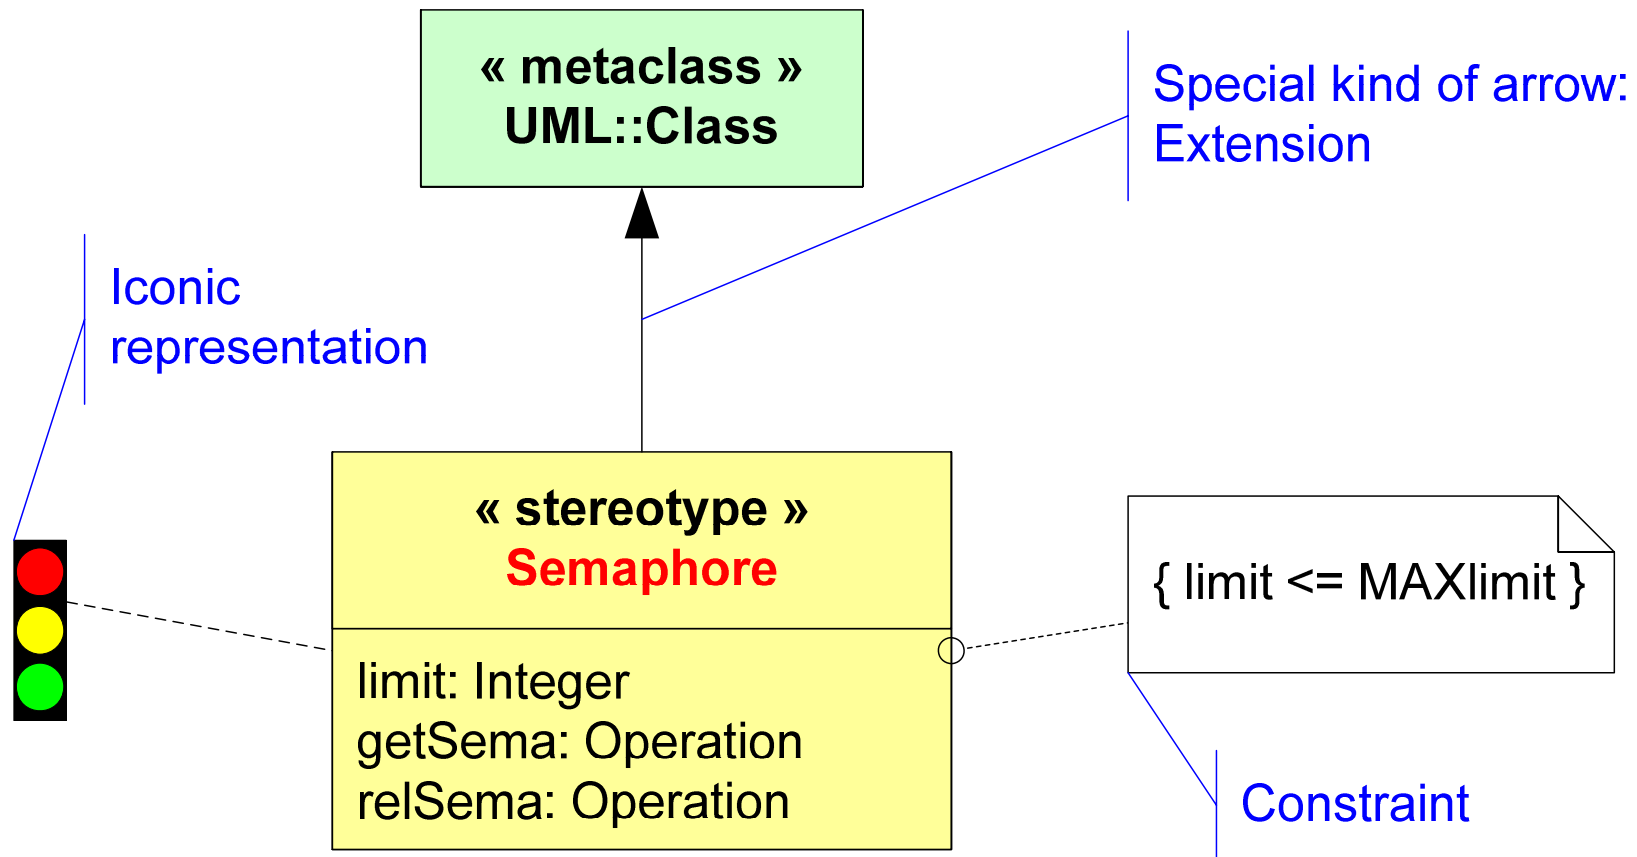 « metaclass »
UML::Class
Special kind of arrow:
Extension
Iconic
representation
« stereotype »
Semaphore
limit: Integer
getSema: Operation
relSema: Operation
{ limit <= MAXlimit }
Constraint